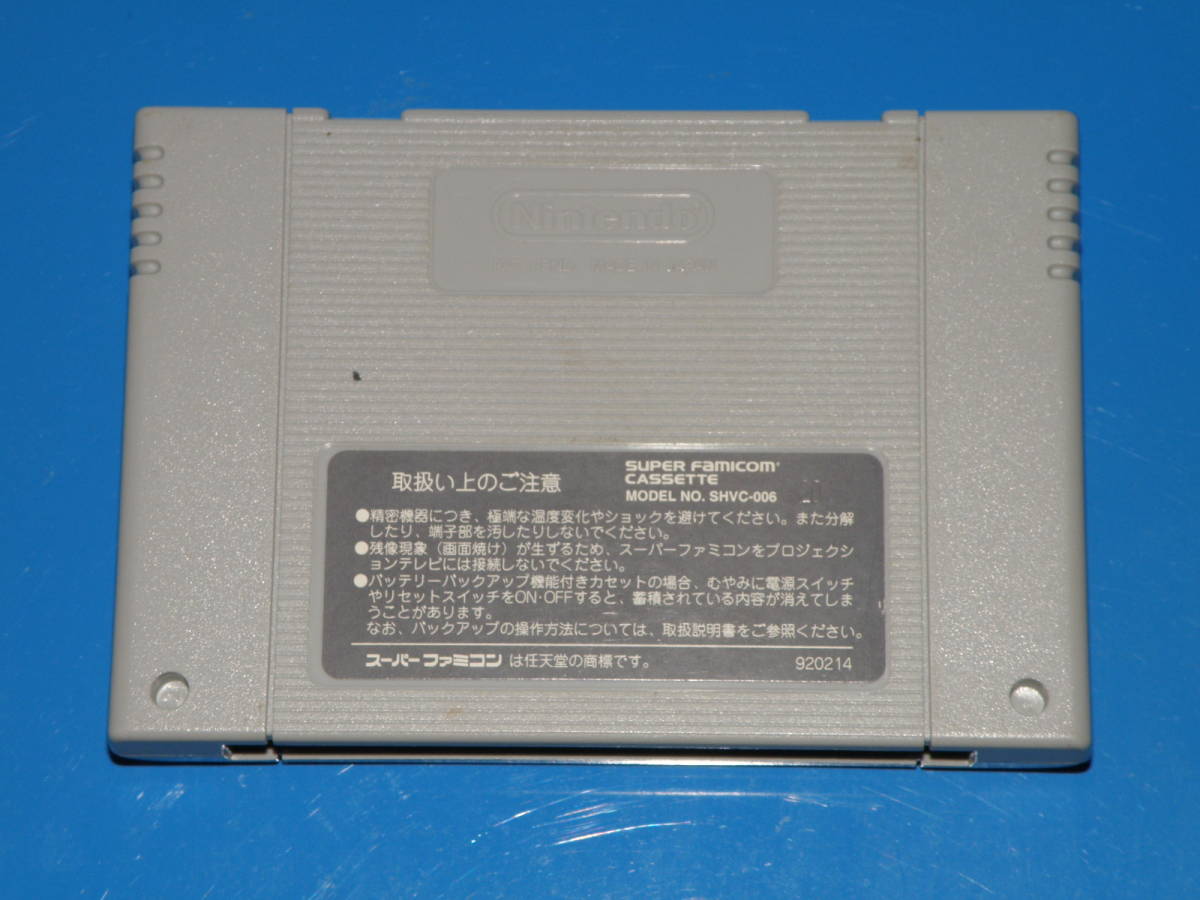 Nintendo
MADE IN JAPAN
取扱い上のご注意
SUPER FAMICOM
CASSETTE
MODEL NO. SHVC-006
●精密機器につき、極端な温度変化やショックを避けてください。また分解
したり、端子部を汚したりしないでください。
●残像現象（画面焼け）が生ずるため、スーパーファミコンをプロジェクシ
ョンテレビには接続しないでください。
●バッテリーバックアップ機能付きカセットの場合、むやみに電源スイッチ
やリセットスイッチをON・OFFすると、蓄積されている内容が消えてしま
うことがあります。
なお、バックアップの操作方法については、取扱説明書をご参照ください。
スーパーファミコン は任天堂の商標です。
920214